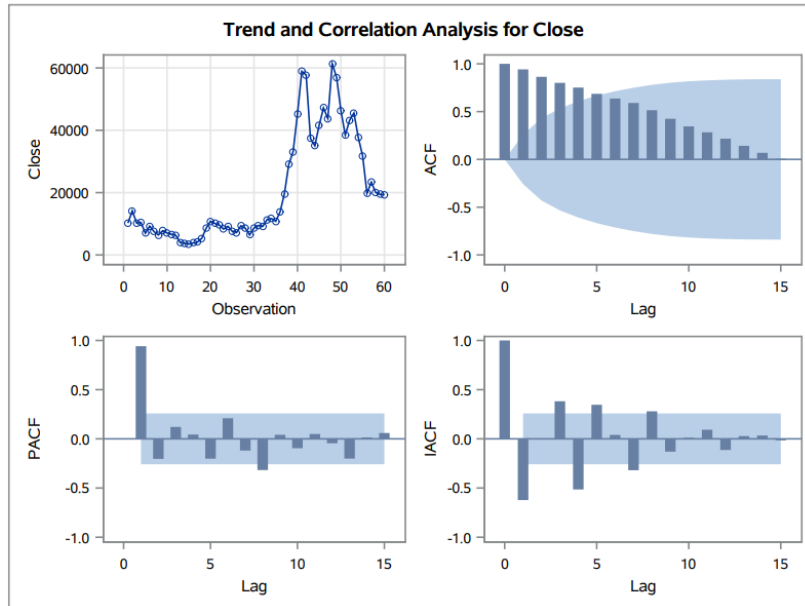 Trend and Correlation Analysis for Close
60000
40000
20000
0
Close
0 10 20 30 40 50 60
Observation
1.0
0.5
0.0
-0.5
-1.0
ACF
0 5 10 15
Lag
1.0
0.5
0.0
-0.5
-1.0
PACF
0 5 10 15
Lag
1.0
0.5
0.0
-0.5
-1.0
IACF
0 5 10 15
Lag